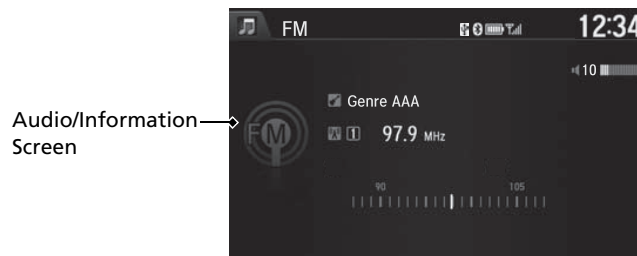 FM
12:34
10
Audio/Information
Screen
FM
Genre AAA
1 97.9 MHz
90 105